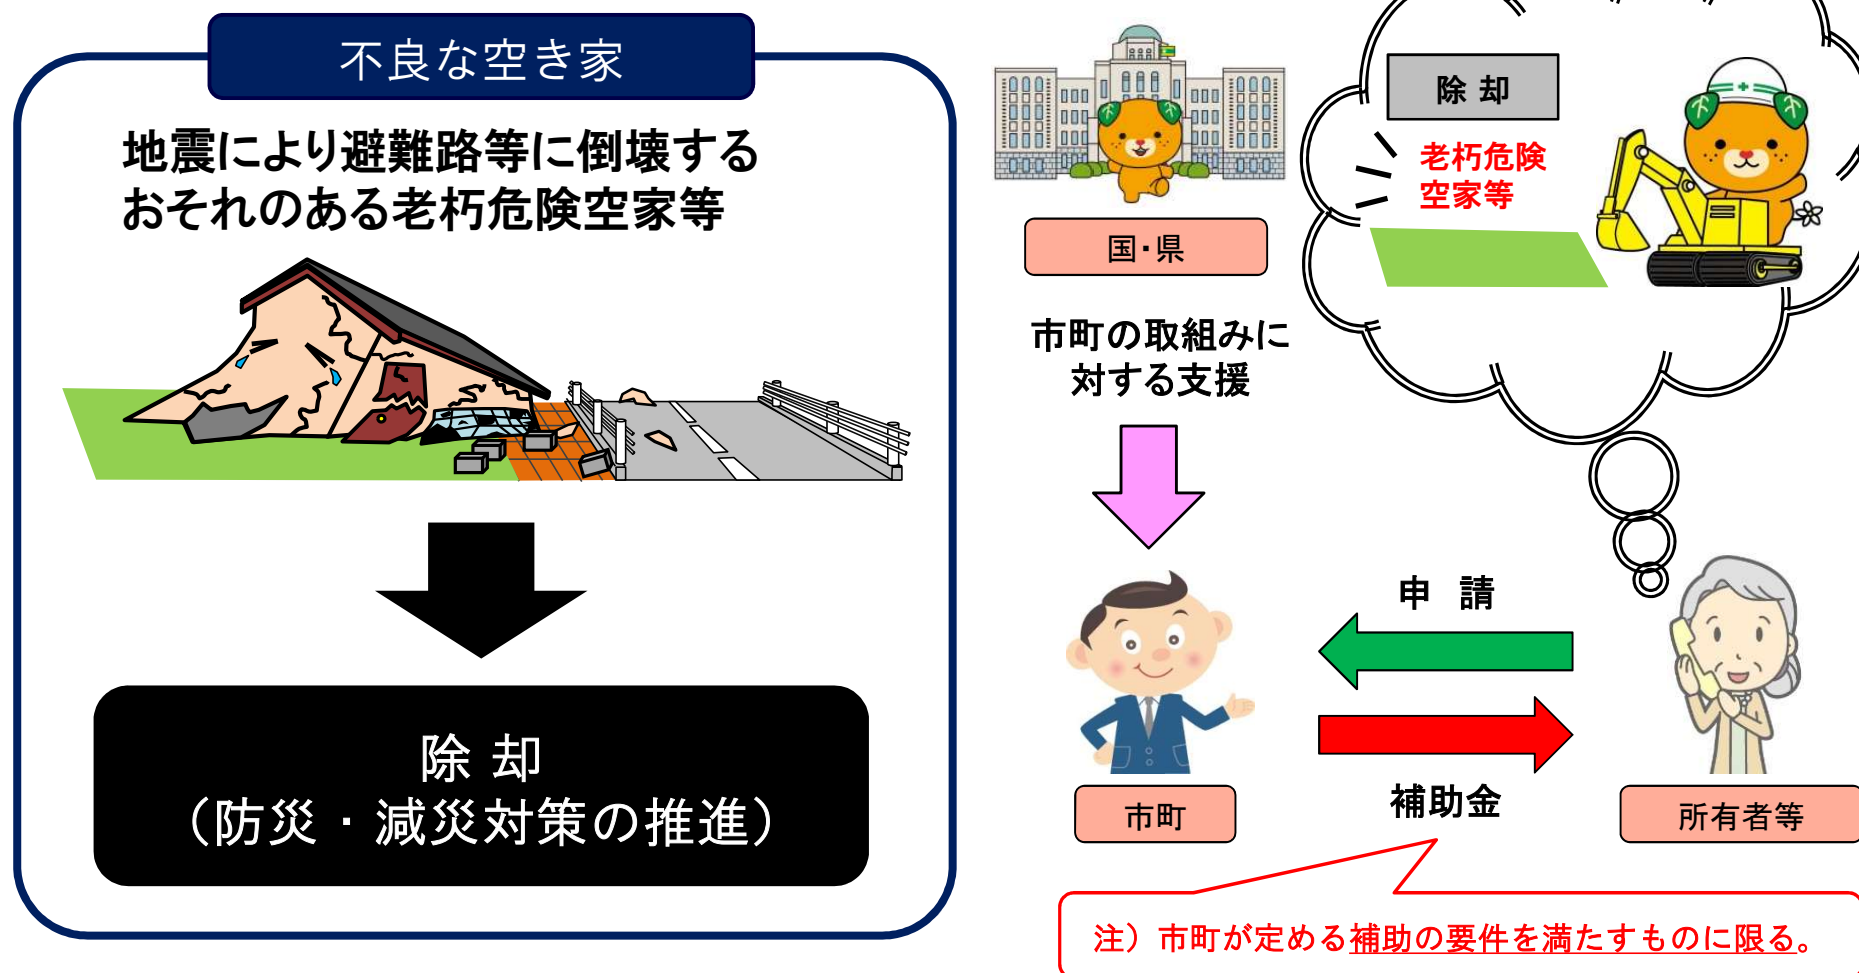 不良な空き家
地震により避難路等に倒壊する
おそれのある老朽危険空家等
除却
（防災・減災対策の推進）
国・県
市町の取組みに
対する支援
除却
老朽危険
空家等
申　請
補助金
市町
所有者等
注）市町が定める補助の要件を満たすものに限る。